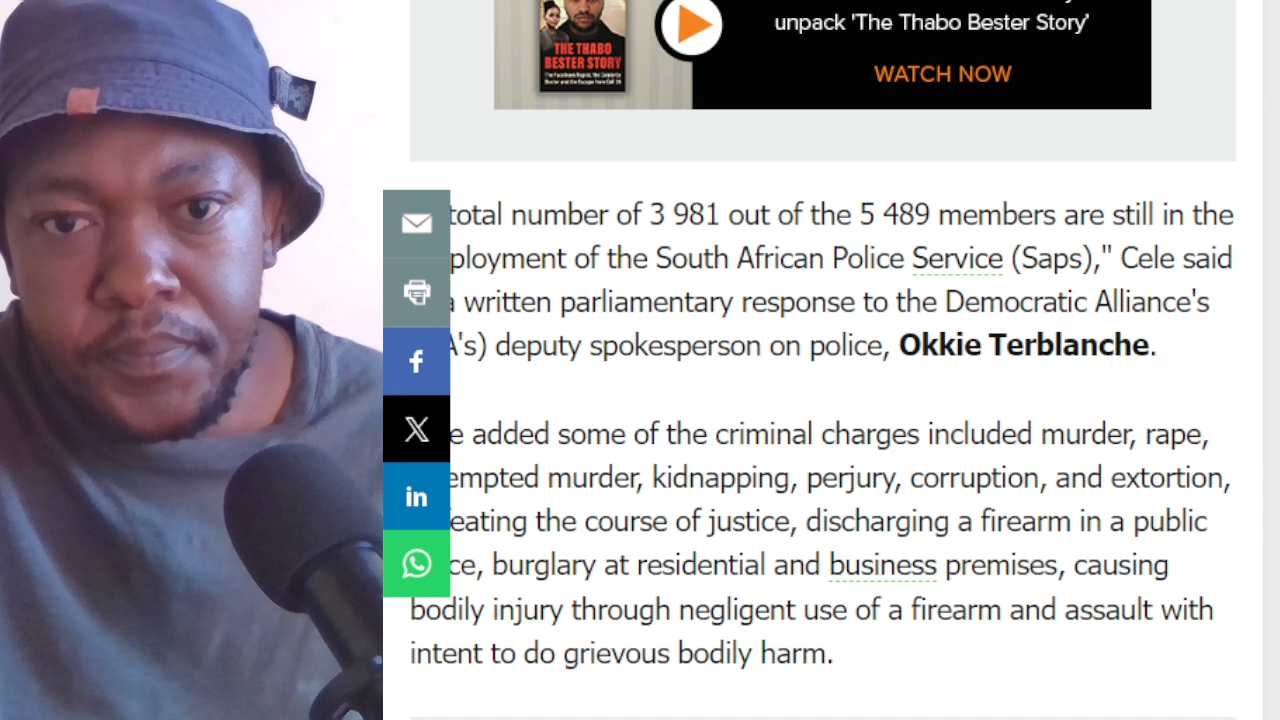 unpack 'The Thabo Bester Story'
THE THABO
BESTER STORY
WATCH NOW
total number of 3 981 out of the 5 489 members are still in the
ployment of the South African Police Service (Saps)," Cele said
a written parliamentary response to the Democratic Alliance's
A's) deputy spokesperson on police, Okkie Terblanche.
e added some of the criminal charges included murder, rape,
empted murder, kidnapping, perjury, corruption, and extortion,
eating the course of justice, discharging a firearm in a public
ce, burglary at residential and business premises, causing
bodily injury through negligent use of a firearm and assault with
intent to do grievous bodily harm.
f
X
in